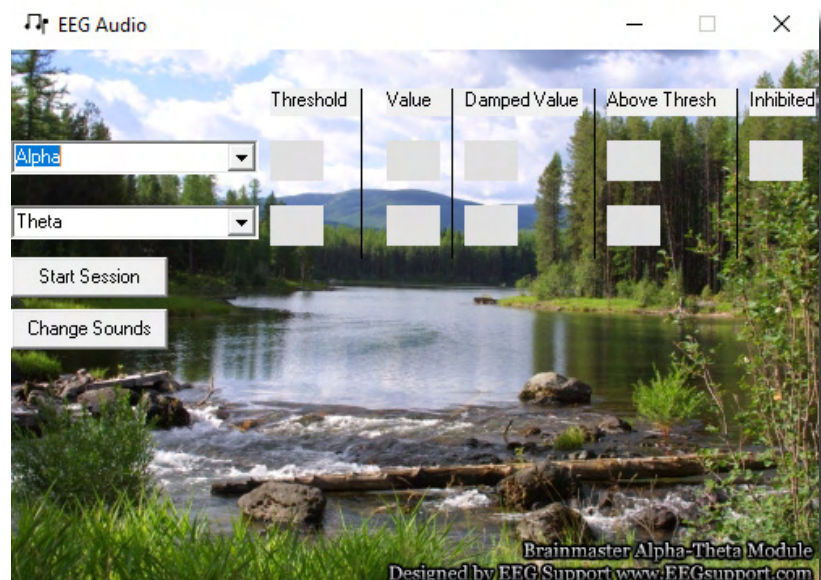 EEG Audio
Threshold Value Damped Value Above Thresh Inhibited
Alpha
Theta
Start Session
Change Sounds
Brainmaster Alpha-Theta Module
Designed by EEG Support www.EEGsupport.com